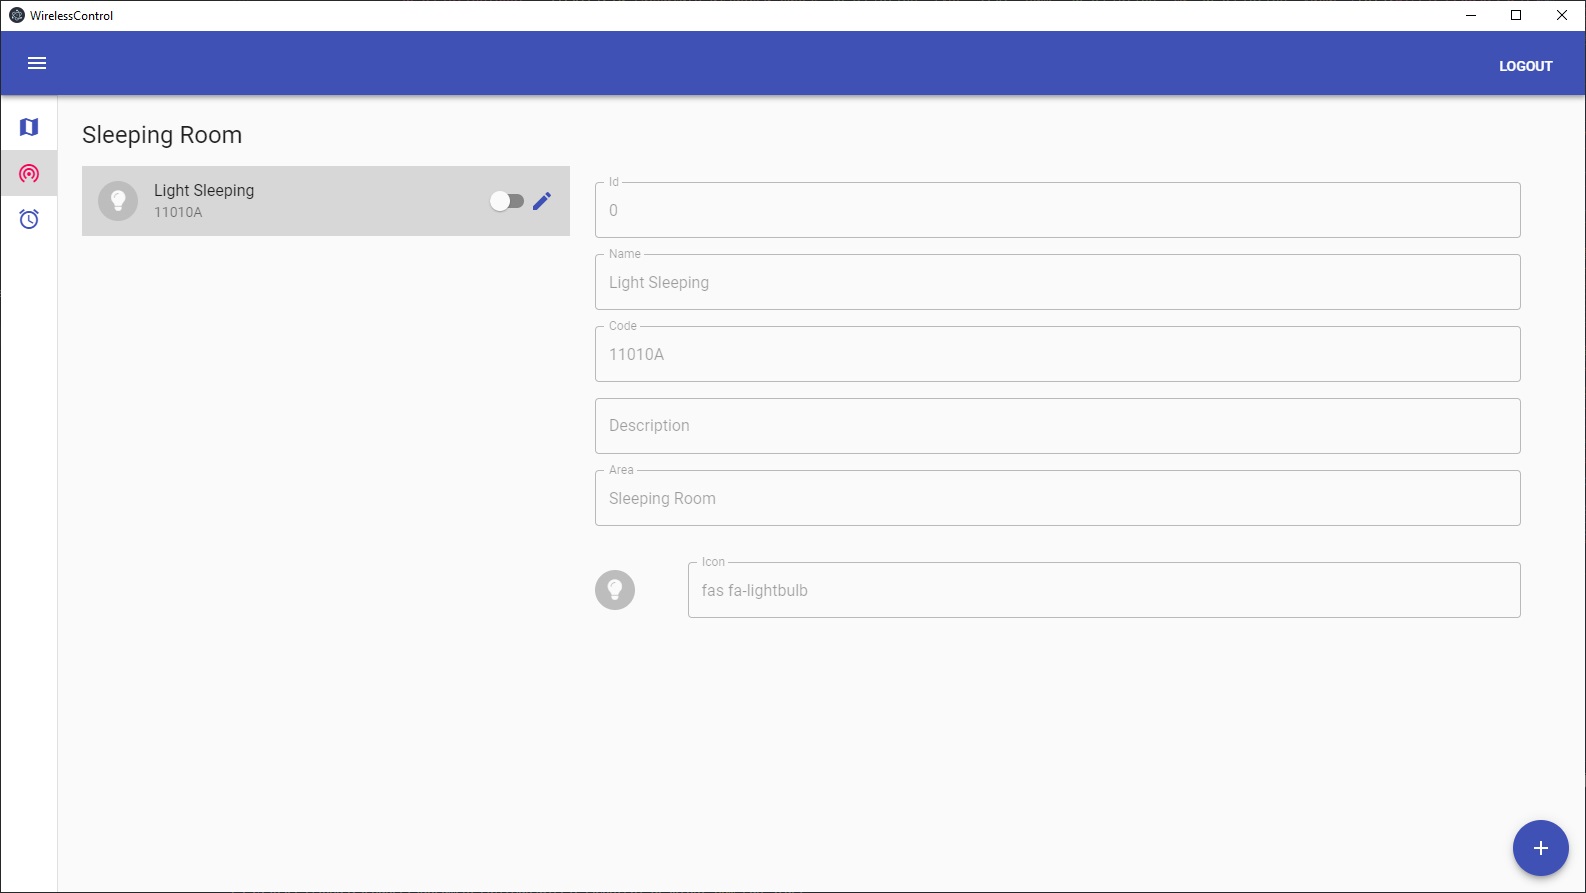 WirelessControl
LOGOUT
Sleeping Room
Light Sleeping
11010A
Id
0
Name
Light Sleeping
Code
11010A
Description
Area
Sleeping Room
Icon
fas fa-lightbulb